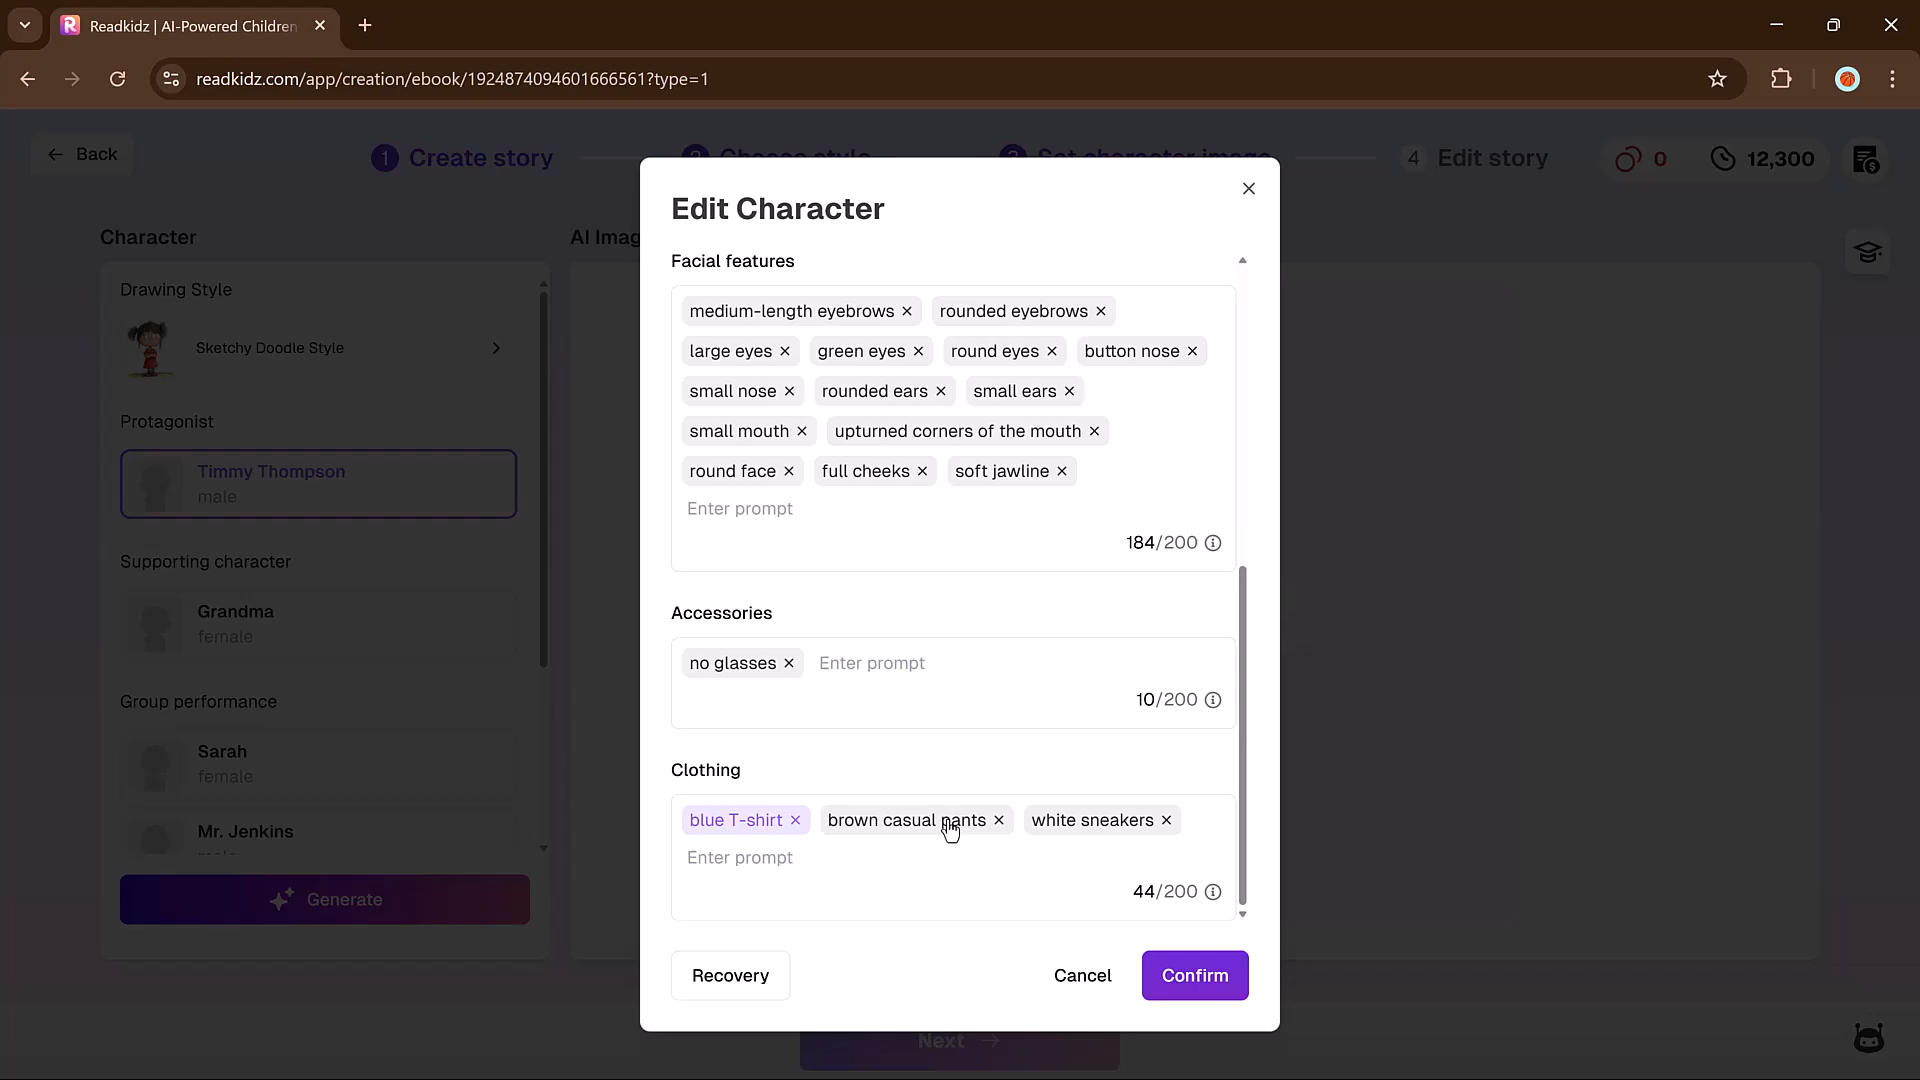 Readkidz | AI-Powered Children
readkidz.com/app/creation/ebook/1924874094601666561?type=1
Back
1 Create story
4 Edit story
0
12,300
Character
AI Imag
Drawing Style
Sketchy Doodle Style
Protagonist
Timmy Thompson
male
Supporting character
Grandma
female
Group performance
Sarah
female
Mr. Jenkins
Generate
Edit Character
Facial features
medium-length eyebrows × rounded eyebrows ×
large eyes × green eyes × round eyes × button nose ×
small nose × rounded ears × small ears ×
small mouth × upturned corners of the mouth ×
round face × full cheeks × soft jawline ×
Enter prompt
184/200
Accessories
no glasses × Enter prompt
10/200
Clothing
blue T-shirt × brown casual pants × white sneakers ×
Enter prompt
44/200
Recovery
Cancel
Confirm
Next